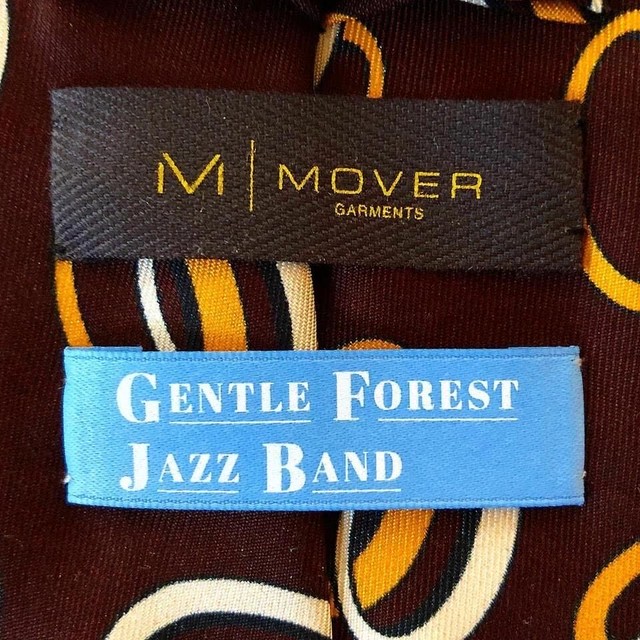 M | MOVER
GARMENTS
GENTLE FOREST
JAZZ BAND